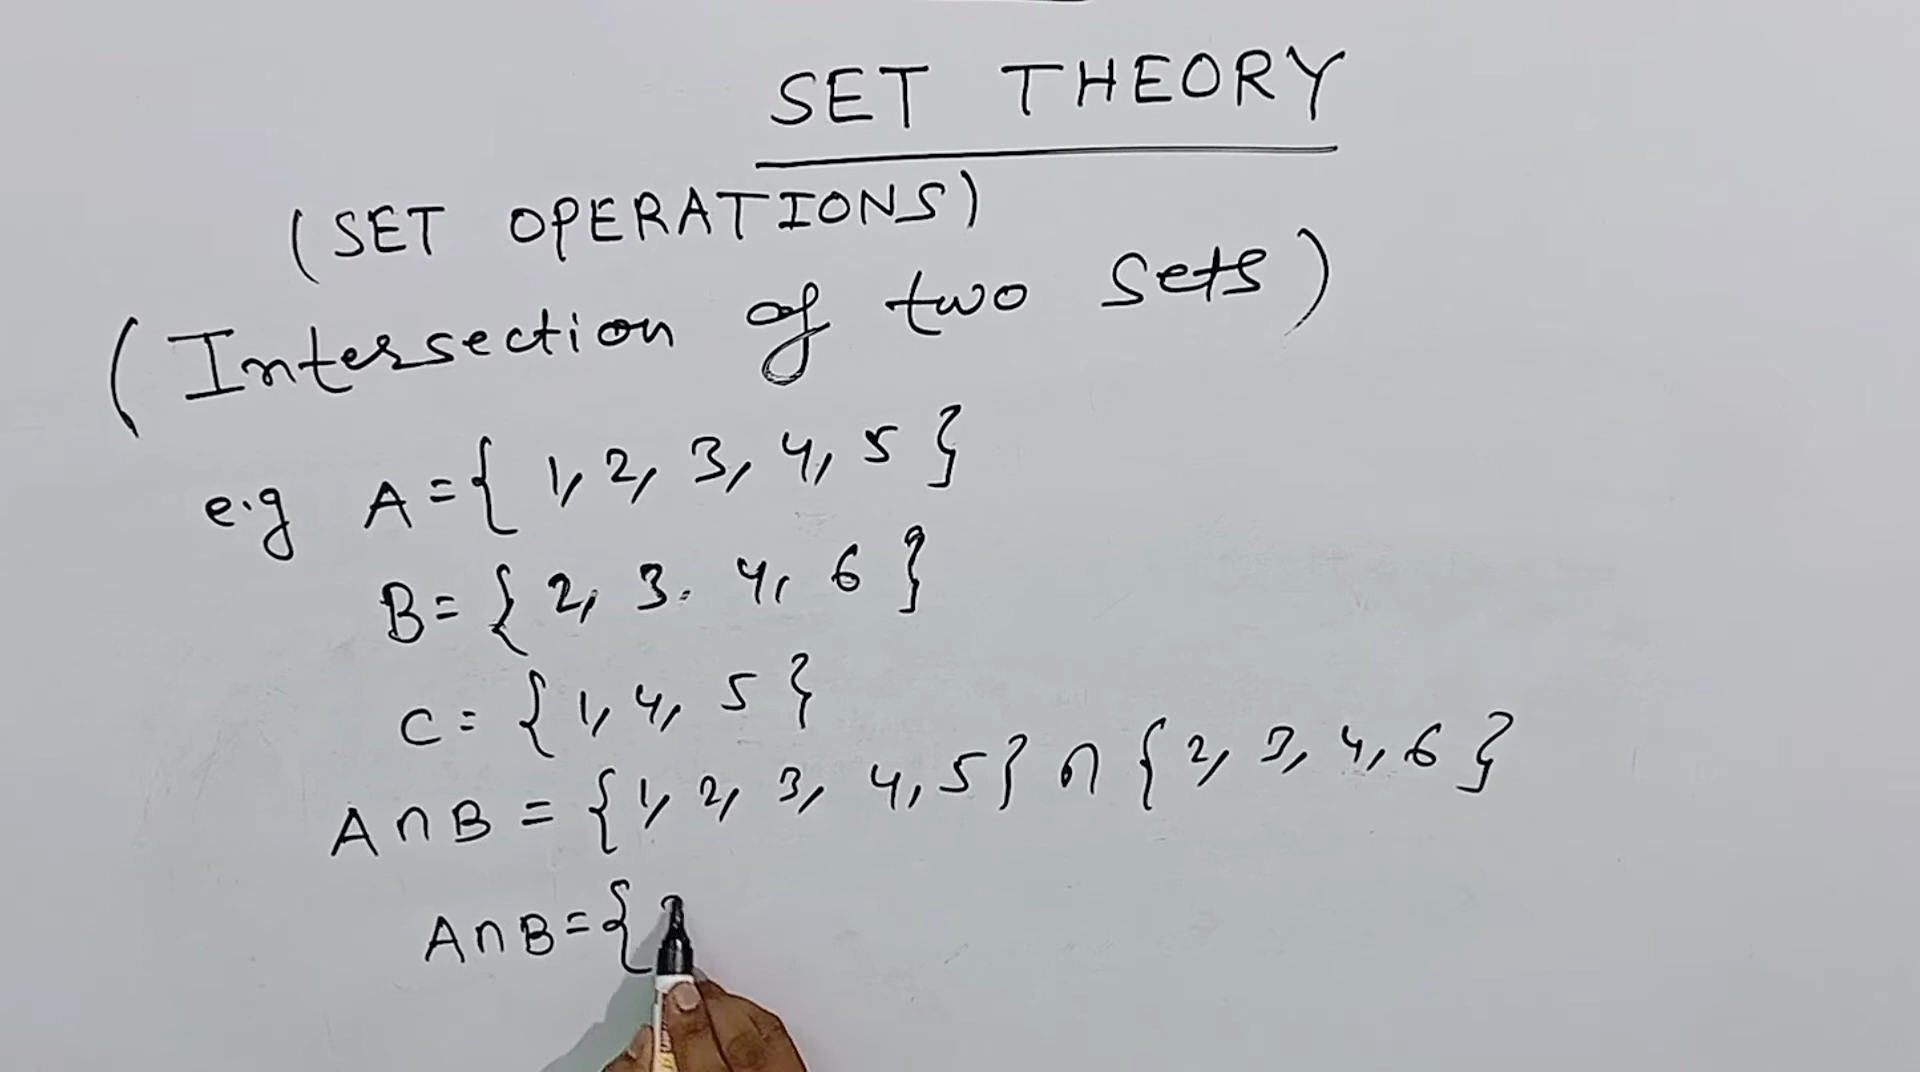 SET THEORY
(SET OPERATIONS)
(Intersection of two sets)
e.g A={ 1, 2, 3, 4, 5 }
B={ 2, 3. 4, 6 }
C= { 1, 4, 5 }
A∩B = { 1, 2, 3, 4, 5 } ∩ { 2, 3, 4, 6 }
A∩B={